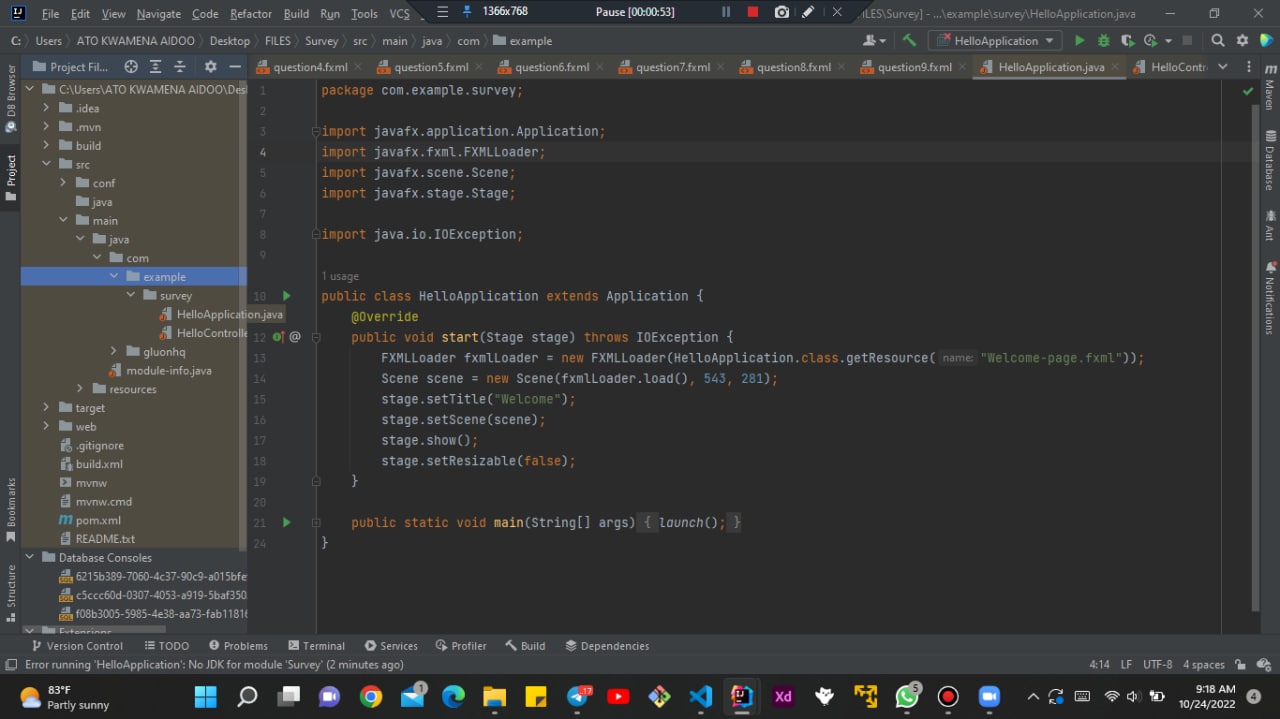 File Edit View Navigate Code Refactor Build Run Tools VCS
1366x768 Pause [00:00:53]
FILES\Survey] - ...\example\survey\HelloApplication.java
C: Users ATO KWAMENA AIDOO Desktop FILES Survey src main java com example
HelloApplication
Project Fil...
question4.fxml question5.fxml question6.fxml question7.fxml question8.fxml question9.fxml HelloApplication.java HelloContr
DB Browser
Project
Bookmarks
Structure
C:\Users\ATO KWAMENA AIDOO\Des
.idea
.mvn
build
src
conf
java
main
java
com
example
survey
HelloApplication.java
HelloControlle
gluonhq
module-info.java
resources
target
web
.gitignore
build.xml
mvnw
mvnw.cmd
pom.xml
README.txt
Database Consoles
6215b389-7060-4c37-90c9-a015bfe
c5ccc60d-0307-4053-a919-5baf350
f08b3005-5985-4e38-aa73-fab11816
Extensions
1 package com.example.survey;
2
3 import javafx.application.Application;
4 import javafx.fxml.FXMLLoader;
5 import javafx.scene.Scene;
6 import javafx.stage.Stage;
7
8 import java.io.IOException;
9
1 usage
10 public class HelloApplication extends Application {
@Override
12 @ public void start(Stage stage) throws IOException {
13 FXMLLoader fxmlLoader = new FXMLLoader(HelloApplication.class.getResource( name: "Welcome-page.fxml"));
14 Scene scene = new Scene(fxmlLoader.load(), 543, 281);
15 stage.setTitle("Welcome");
16 stage.setScene(scene);
17 stage.show();
18 stage.setResizable(false);
19 }
20
21 public static void main(String[] args) { launch(); }
24 }
Maven
Database
Ant
Notifications
Version Control TODO Problems Terminal Services Profiler Build Dependencies
Error running 'HelloApplication': No JDK for module 'Survey' (2 minutes ago)
4:14 LF UTF-8 4 spaces
83°F
Partly sunny
1
17
Xd
5
9:18 AM
10/24/2022
4